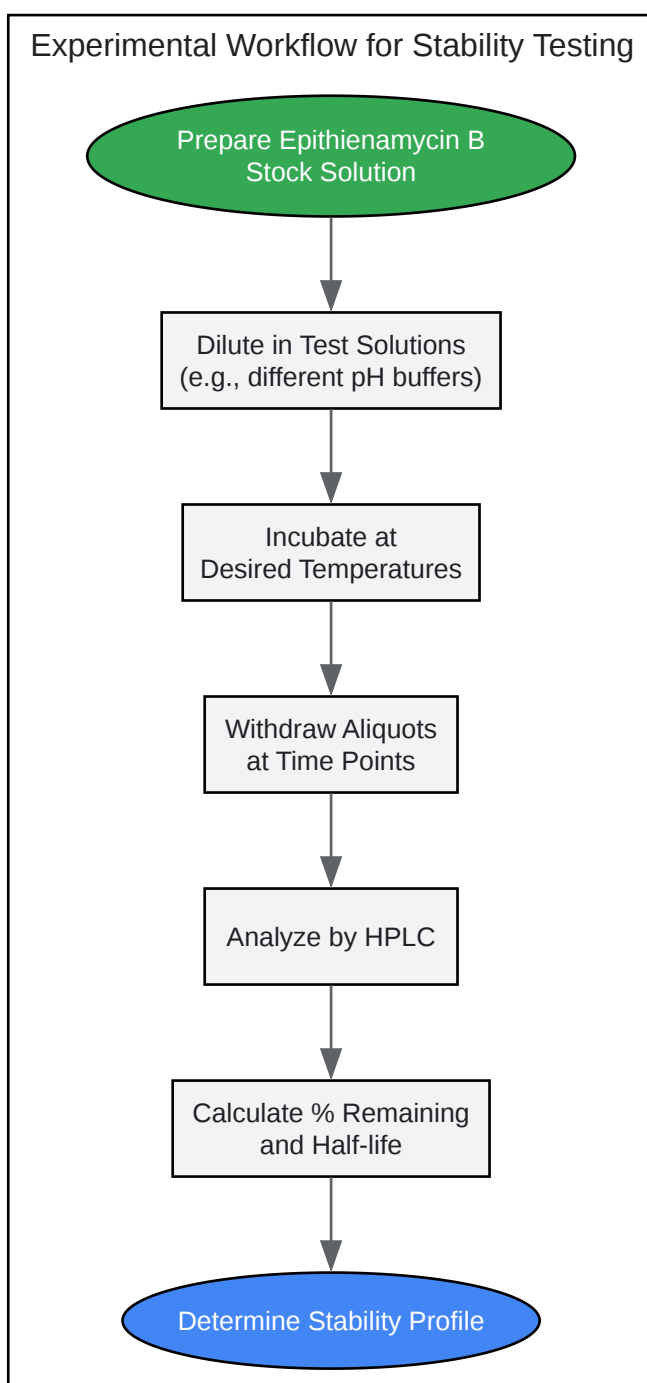 Experimental Workflow for Stability Testing
Prepare Epithienamycin B
Stock Solution
Dilute in Test Solutions
(e.g., different pH buffers)
Incubate at
Desired Temperatures
Withdraw Aliquots
at Time Points
Analyze by HPLC
Calculate % Remaining
and Half-life
Determine Stability Profile